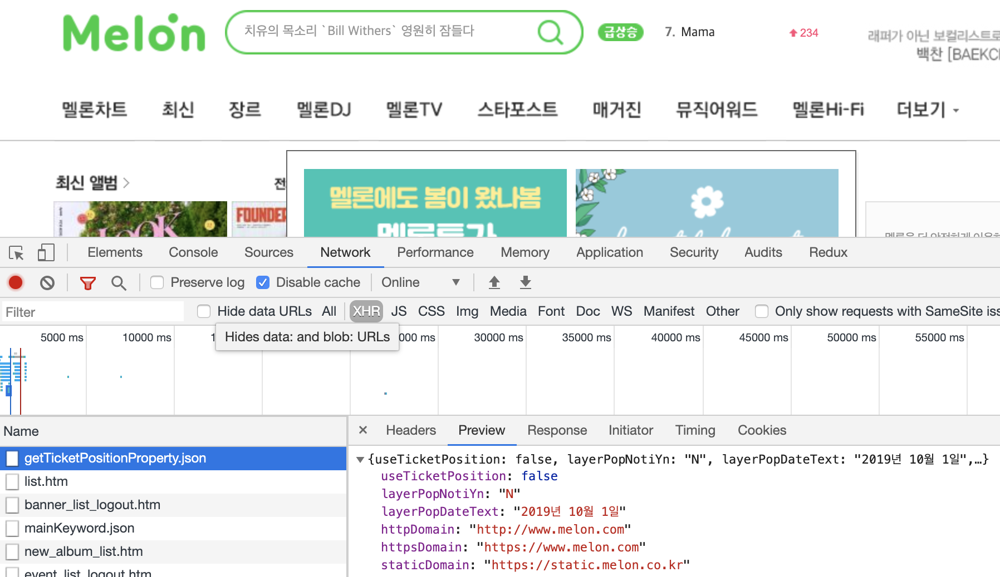 Melon
치유의 목소리 `Bill Withers` 영원히 잠들다
급상승 7. Mama 234
래퍼가 아닌 보컬리스트로
백찬 [BAEKC
멜론차트 최신 장르 멜론DJ 멜론TV 스타포스트 매거진 뮤직어워드 멜론Hi-Fi 더보기
최신 앨범 전
멜론에도 봄이 왔나봄
LOOK
FOUNDER
Elements Console Sources Network Performance Memory Application Security Audits Redux
Preserve log Disable cache Online
Filter Hide data URLs All XHR JS CSS Img Media Font Doc WS Manifest Other Only show requests with SameSite iss
Hides data: and blob: URLs
5000 ms 10000 ms 1 000 ms 30000 ms 35000 ms 40000 ms 45000 ms 50000 ms 55000 ms
Name
getTicketPositionProperty.json
list.htm
banner_list_logout.htm
mainKeyword.json
new_album_list.htm
event_list_logout.htm
× Headers Preview Response Initiator Timing Cookies
{useTicketPosition: false, layerPopNotiYn: "N", layerPopDateText: "2019년 10월 1일",…}
useTicketPosition: false
layerPopNotiYn: "N"
layerPopDateText: "2019년 10월 1일"
httpDomain: "http://www.melon.com"
httpsDomain: "https://www.melon.com"
staticDomain: "https://static.melon.co.kr"